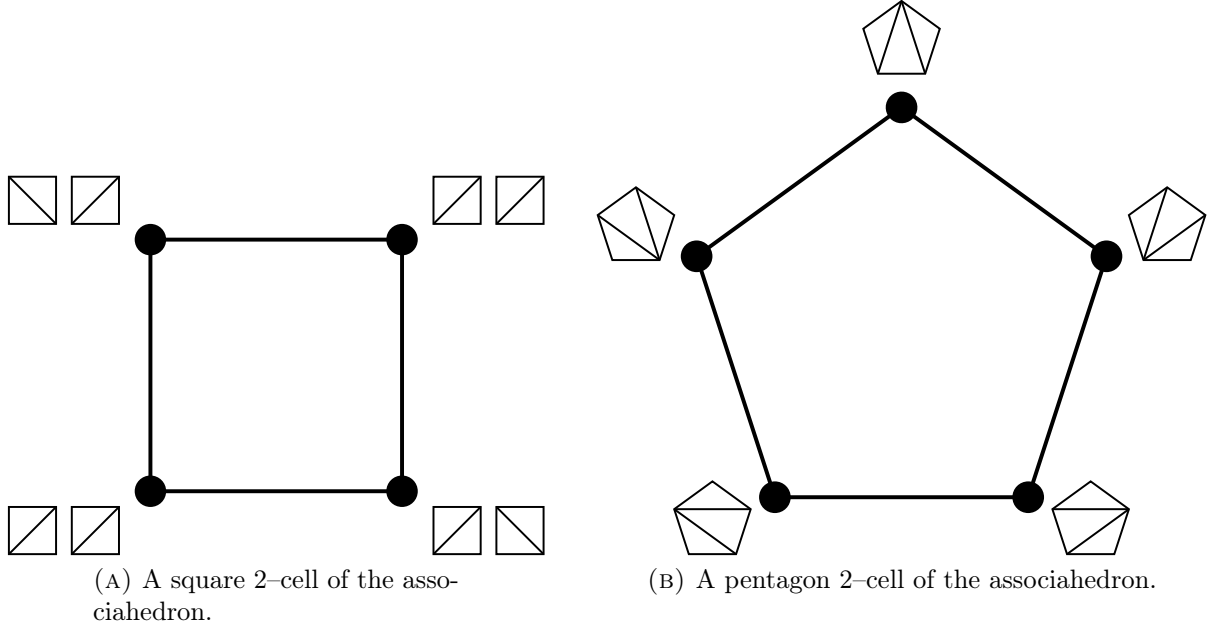 (A) A square 2–cell of the asso-
ciahedron.
(B) A pentagon 2–cell of the associahedron.